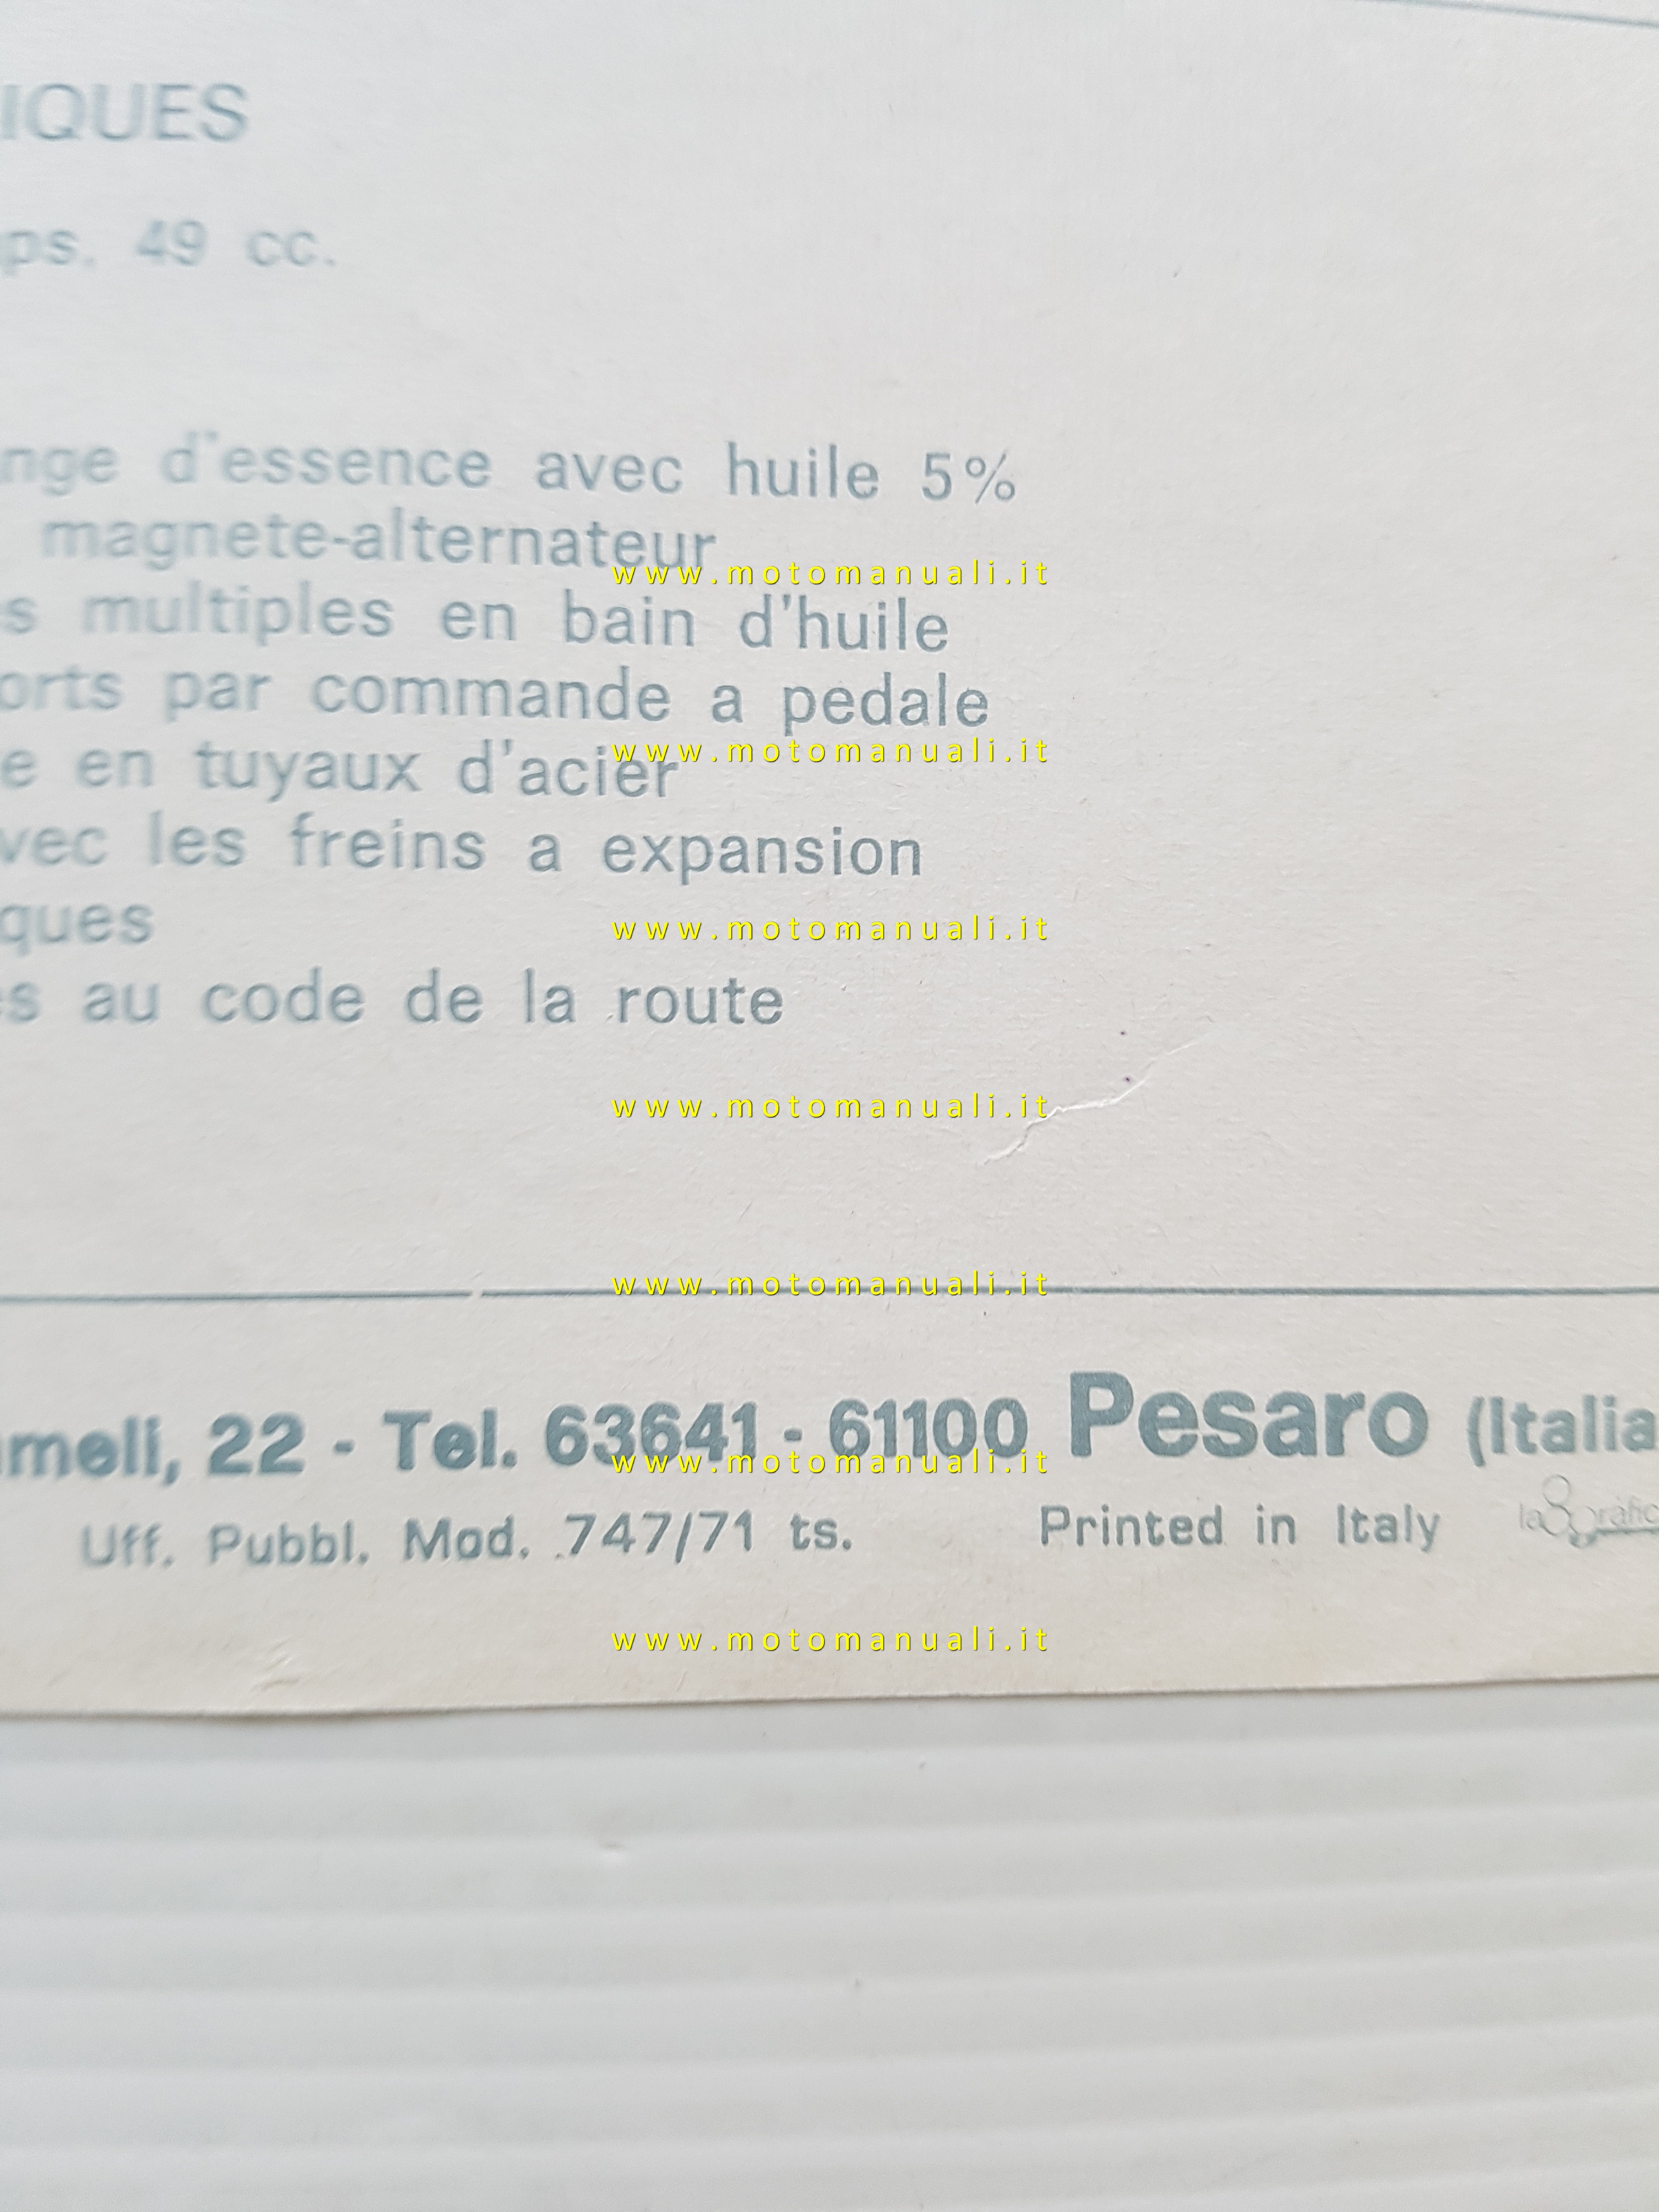 IQUES
ps. 49 cc.
nge d'essence avec huile 5%
magnete-alternateur
www.motomanuali.it
s multiples en bain d'huile
orts par commande a pedale
www.motomanuali.it
e en tuyaux d'acier
vec les freins a expansion
ques
www.motomanuali.it
es au code de la route
www.motomanuali.it
www.motomanuali.it
meli, 22 - Tel. 63641 - 61100 Pesaro (Italia
www.motomanuali.it
Uff. Pubbl. Mod. 747/71 ts. Printed in Italy
www.motomanuali.it